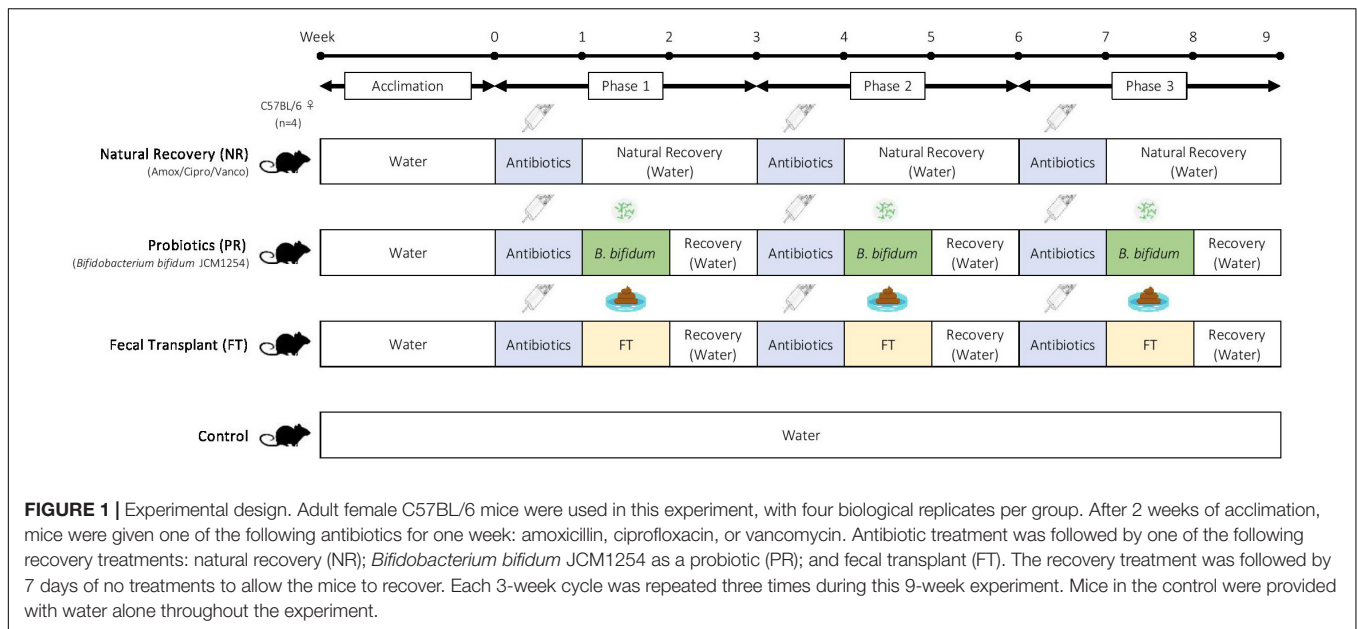 Week 0 1 2 3 4 5 6 7 8 9
Acclimation Phase 1 Phase 2 Phase 3
C57BL/6 ♀
(n=4)
Natural Recovery (NR)
(Amox/Cipro/Vanco)
Water Antibiotics Natural Recovery (Water) Antibiotics Natural Recovery (Water) Antibiotics Natural Recovery (Water)
Probiotics (PR)
(Bifidobacterium bifidum JCM1254)
Water Antibiotics B. bifidum Recovery (Water) Antibiotics B. bifidum Recovery (Water) Antibiotics B. bifidum Recovery (Water)
Fecal Transplant (FT)
Water Antibiotics FT Recovery (Water) Antibiotics FT Recovery (Water) Antibiotics FT Recovery (Water)
Control
Water
FIGURE 1 | Experimental design. Adult female C57BL/6 mice were used in this experiment, with four biological replicates per group. After 2 weeks of acclimation,
mice were given one of the following antibiotics for one week: amoxicillin, ciprofloxacin, or vancomycin. Antibiotic treatment was followed by one of the following
recovery treatments: natural recovery (NR); Bifidobacterium bifidum JCM1254 as a probiotic (PR); and fecal transplant (FT). The recovery treatment was followed by
7 days of no treatments to allow the mice to recover. Each 3-week cycle was repeated three times during this 9-week experiment. Mice in the control were provided
with water alone throughout the experiment.